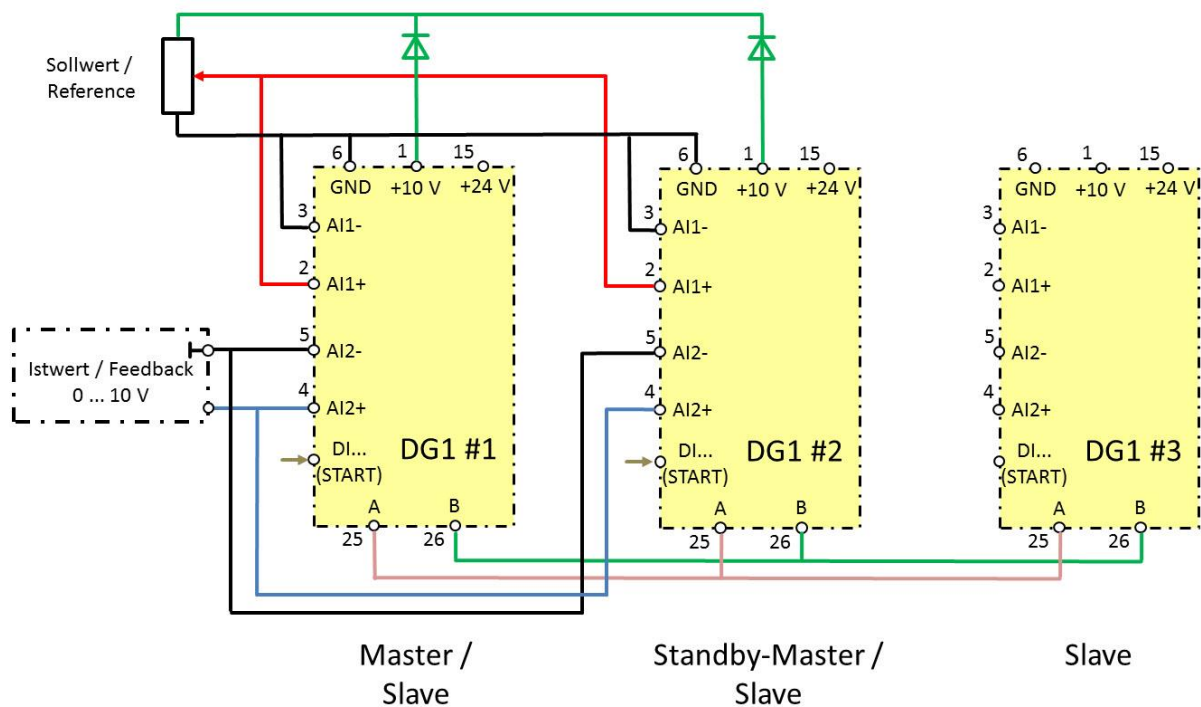 Sollwert /
Reference
6
1
15
GND
+10 V
+24 V
3
AI1-
2
AI1+
5
AI2-
4
AI2+
DI...
(START)
DG1 #1
A
B
25
26
6
1
15
GND
+10 V
+24 V
3
AI1-
2
AI1+
5
AI2-
4
AI2+
DI...
(START)
DG1 #2
A
B
25
26
6
1
15
GND
+10 V
+24 V
3
AI1-
2
AI1+
5
AI2-
4
AI2+
DI...
(START)
DG1 #3
A
B
25
26
Istwert / Feedback
0 ... 10 V
Master /
Slave
Standby-Master /
Slave
Slave